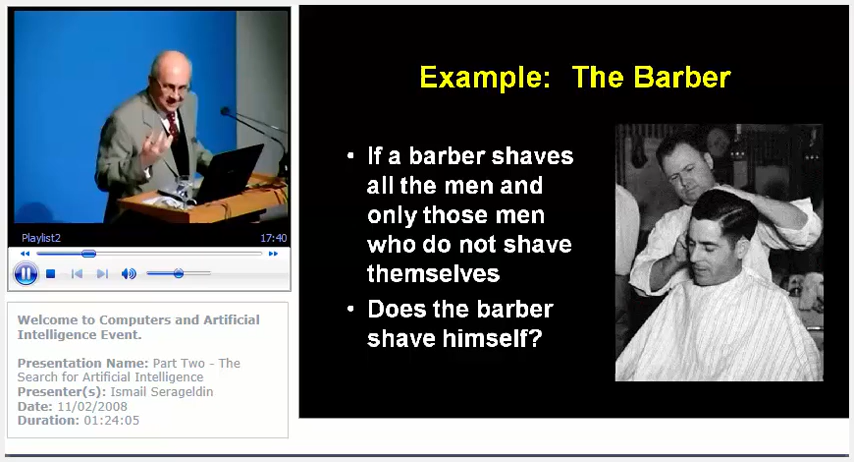 Playlist2 17:40
Welcome to Computers and Artificial
Intelligence Event.
Presentation Name: Part Two - The
Search for Artificial Intelligence
Presenter(s): Ismail Serageldin
Date: 11/02/2008
Duration: 01:24:05
Example: The Barber
• If a barber shaves
all the men and
only those men
who do not shave
themselves
• Does the barber
shave himself?